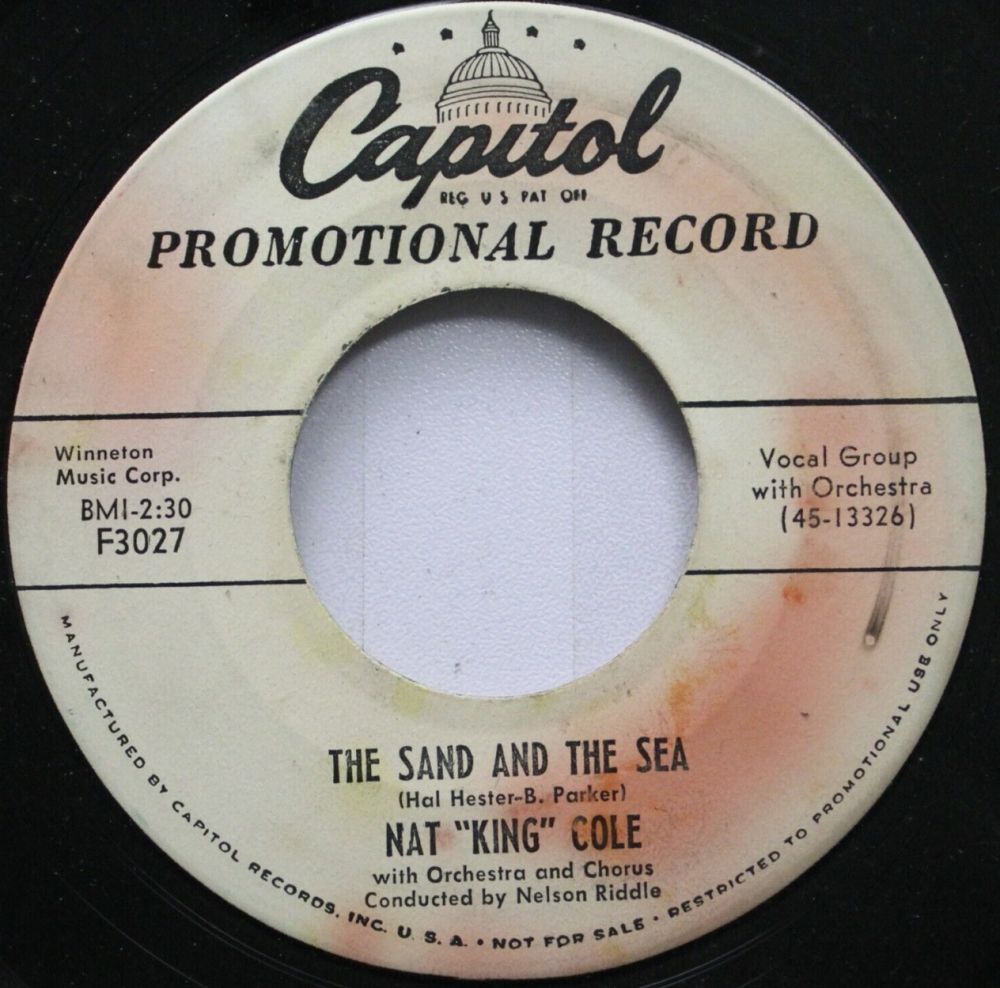 Capitol
REG U S PAT OFF
PROMOTIONAL RECORD
Winneton
Music Corp.
BMI-2:30
F3027
Vocal Group
with Orchestra
(45-13326)
THE SAND AND THE SEA
(Hal Hester-B. Parker)
NAT "KING" COLE
with Orchestra and Chorus
Conducted by Nelson Riddle
MANUFACTURED BY CAPITOL RECORDS, INC. U. S. A. • NOT FOR SALE • RESTRICTED TO PROMOTIONAL USE ONLY